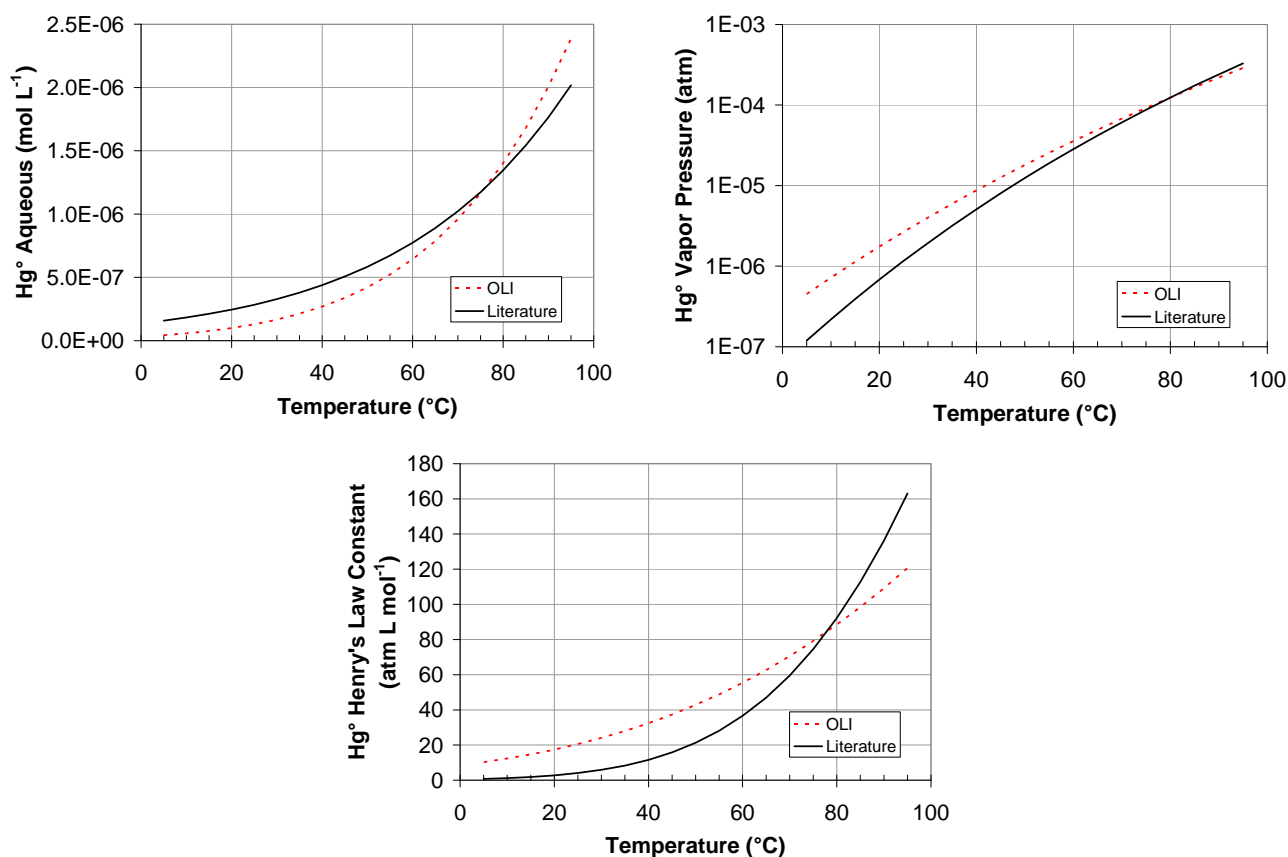 2.5E-06
2.0E-06
1.5E-06
1.0E-06
5.0E-07
0.0E+00
Hg° Aqueous (mol L⁻¹)
OLI
Literature
0 20 40 60 80 100
Temperature (°C)
1E-03
1E-04
1E-05
1E-06
1E-07
Hg° Vapor Pressure (atm)
OLI
Literature
0 20 40 60 80 100
Temperature (°C)
180
160
140
120
100
80
60
40
20
0
Hg° Henry's Law Constant
(atm L mol⁻¹)
OLI
Literature
0 20 40 60 80 100
Temperature (°C)